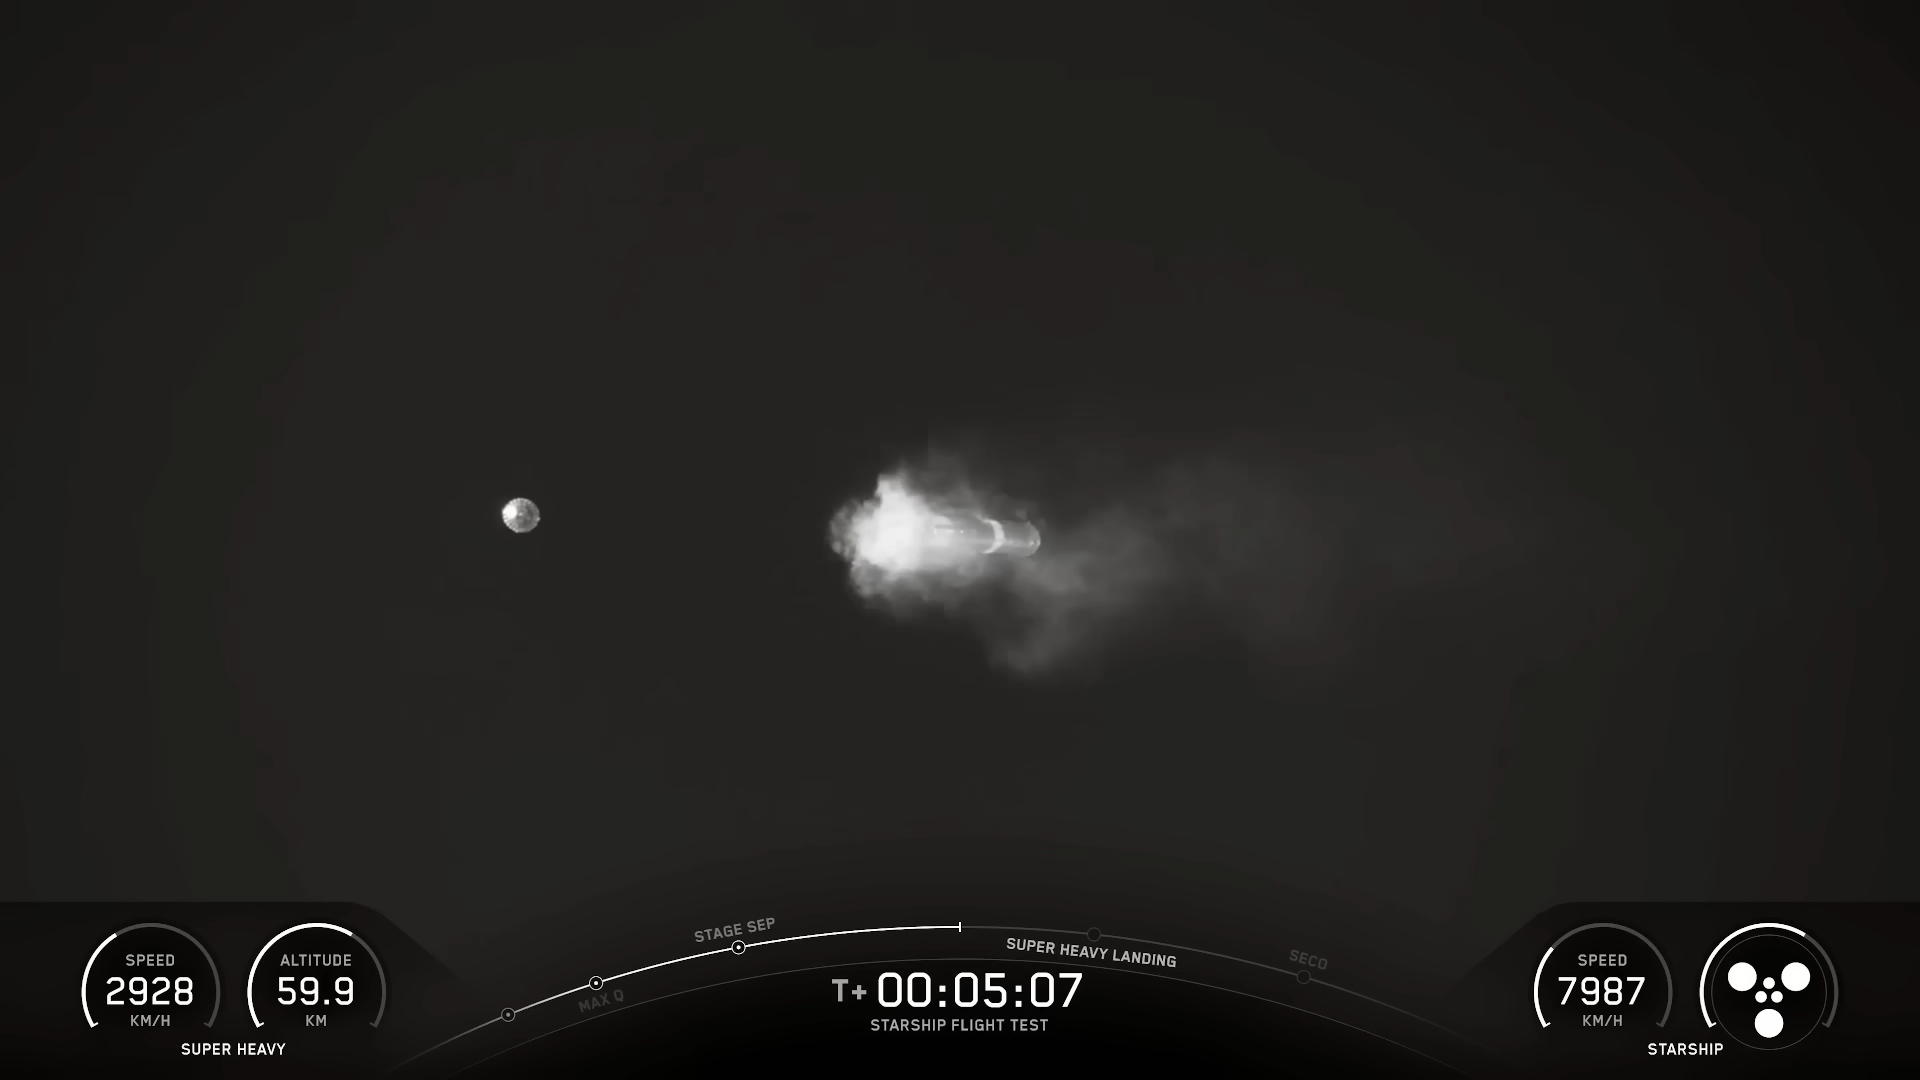 STAGE SEP
MAX Q
SUPER HEAVY LANDING
SECO
SPEED
2928
KM/H
ALTITUDE
59.9
KM
SUPER HEAVY
T+00:05:07
STARSHIP FLIGHT TEST
SPEED
7987
KM/H
STARSHIP